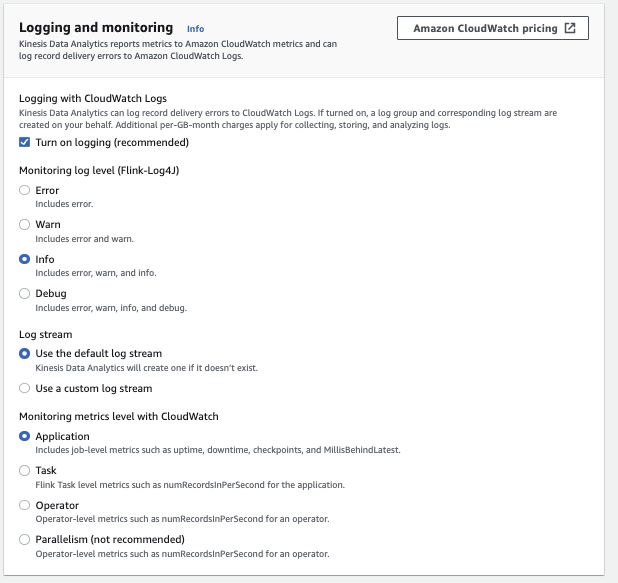 Logging and monitoring Info
Amazon CloudWatch pricing
Kinesis Data Analytics reports metrics to Amazon CloudWatch metrics and can
log record delivery errors to Amazon CloudWatch Logs.
Logging with CloudWatch Logs
Kinesis Data Analytics can log record delivery errors to CloudWatch Logs. If turned on, a log group and corresponding log stream are
created on your behalf. Additional per-GB-month charges apply for collecting, storing, and analyzing logs.
Turn on logging (recommended)
Monitoring log level (Flink-Log4J)
Error
Includes error.
Warn
Includes error and warn.
Info
Includes error, warn, and info.
Debug
Includes error, warn, info, and debug.
Log stream
Use the default log stream
Kinesis Data Analytics will create one if it doesn't exist.
Use a custom log stream
Monitoring metrics level with CloudWatch
Application
Includes job-level metrics such as uptime, downtime, checkpoints, and MillisBehindLatest.
Task
Flink Task level metrics such as numRecordsInPerSecond for the application.
Operator
Operator-level metrics such as numRecordsInPerSecond for an operator.
Parallelism (not recommended)
Operator-level metrics such as numRecordsInPerSecond for an operator.